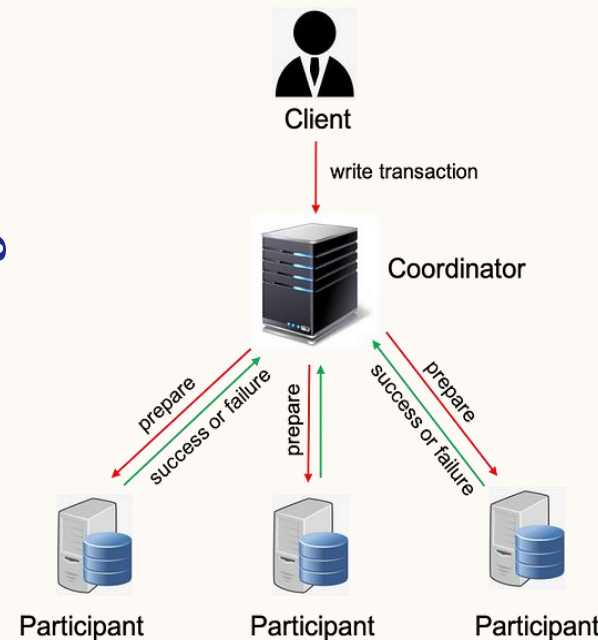 Client
write transaction
Coordinator
prepare
success or failure
prepare
prepare
success or failure
Participant
Participant
Participant